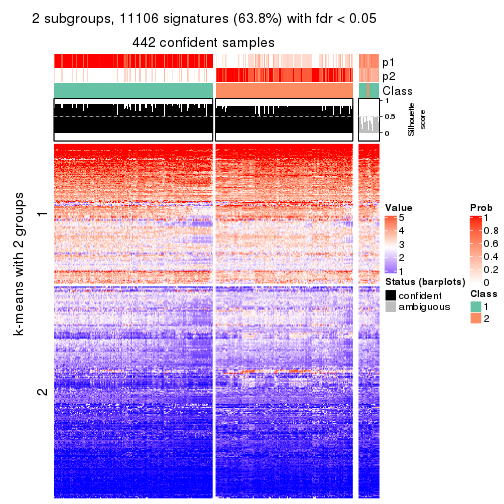 2 subgroups, 11106 signatures (63.8%) with fdr < 0.05
442 confident samples
p1
p2
Class
1
0.5
0
Silhouette
score
k-means with 2 groups
1
2
Value
5
4
3
2
1
Prob
1
0.8
0.6
0.4
0.2
0
Status (barplots)
confident
ambiguous
Class
1
2